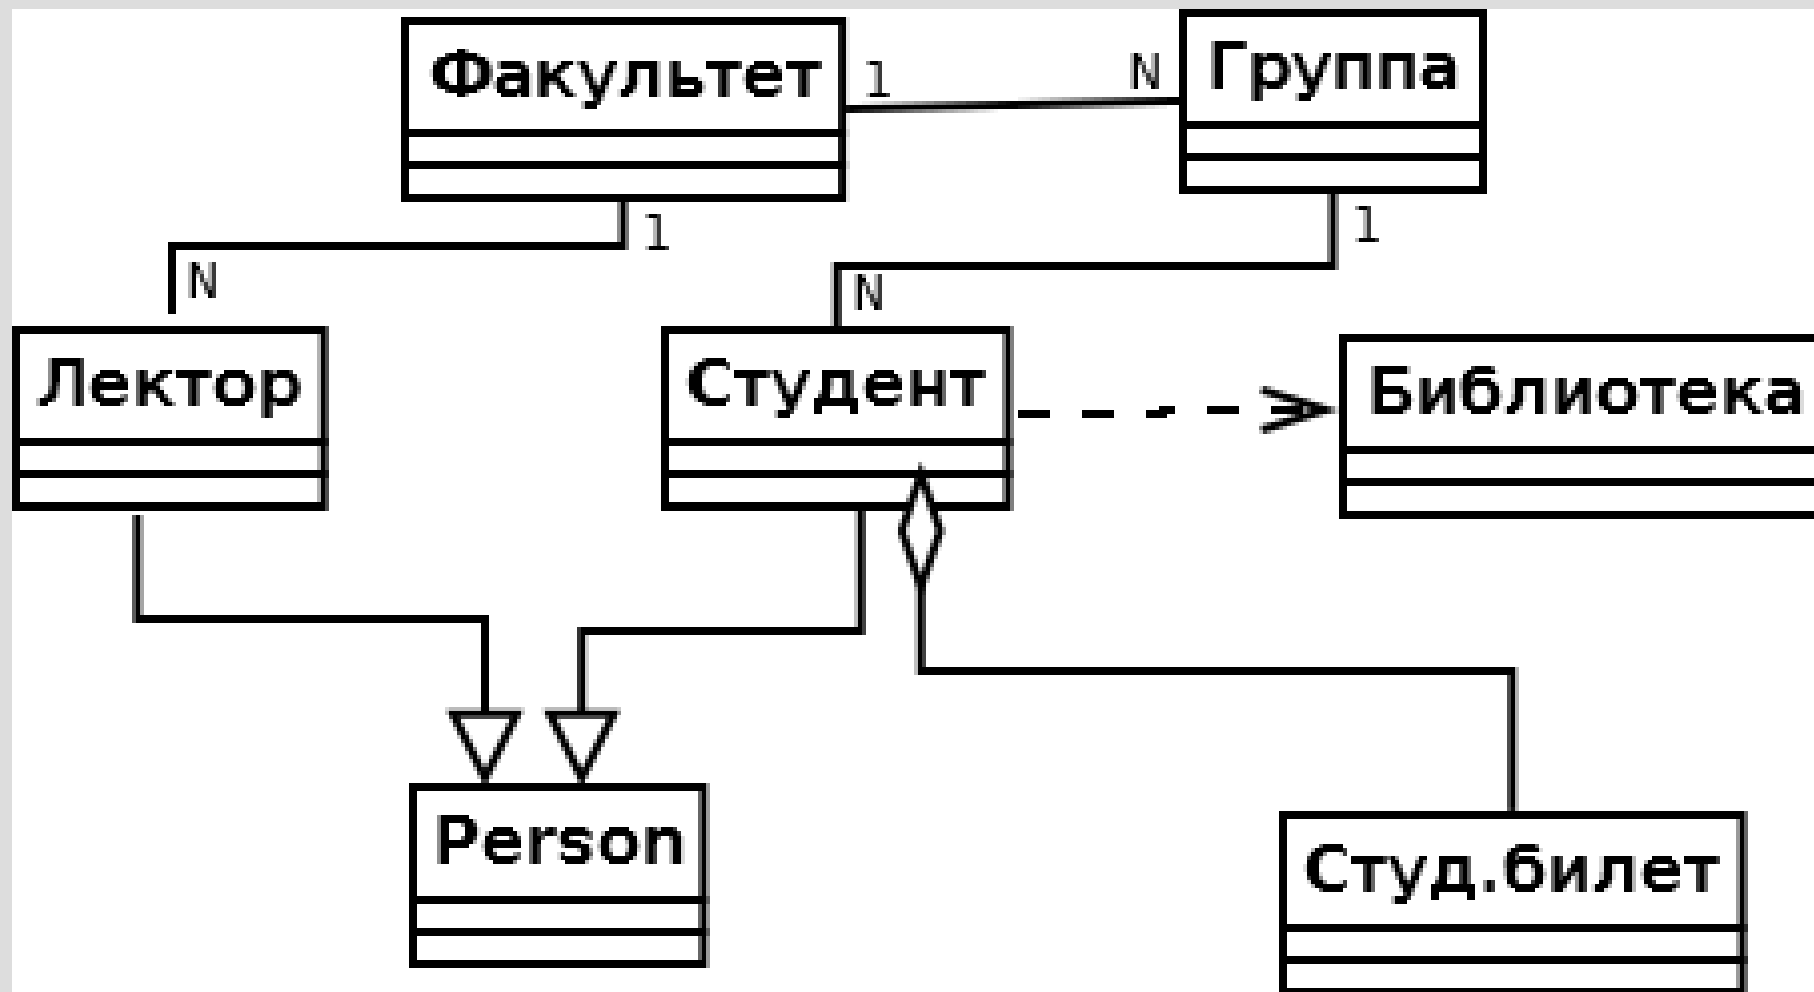 Факультет
1
N
Группа
1
N
1
N
Лектор
Студент
Библиотека
Person
Студ.билет